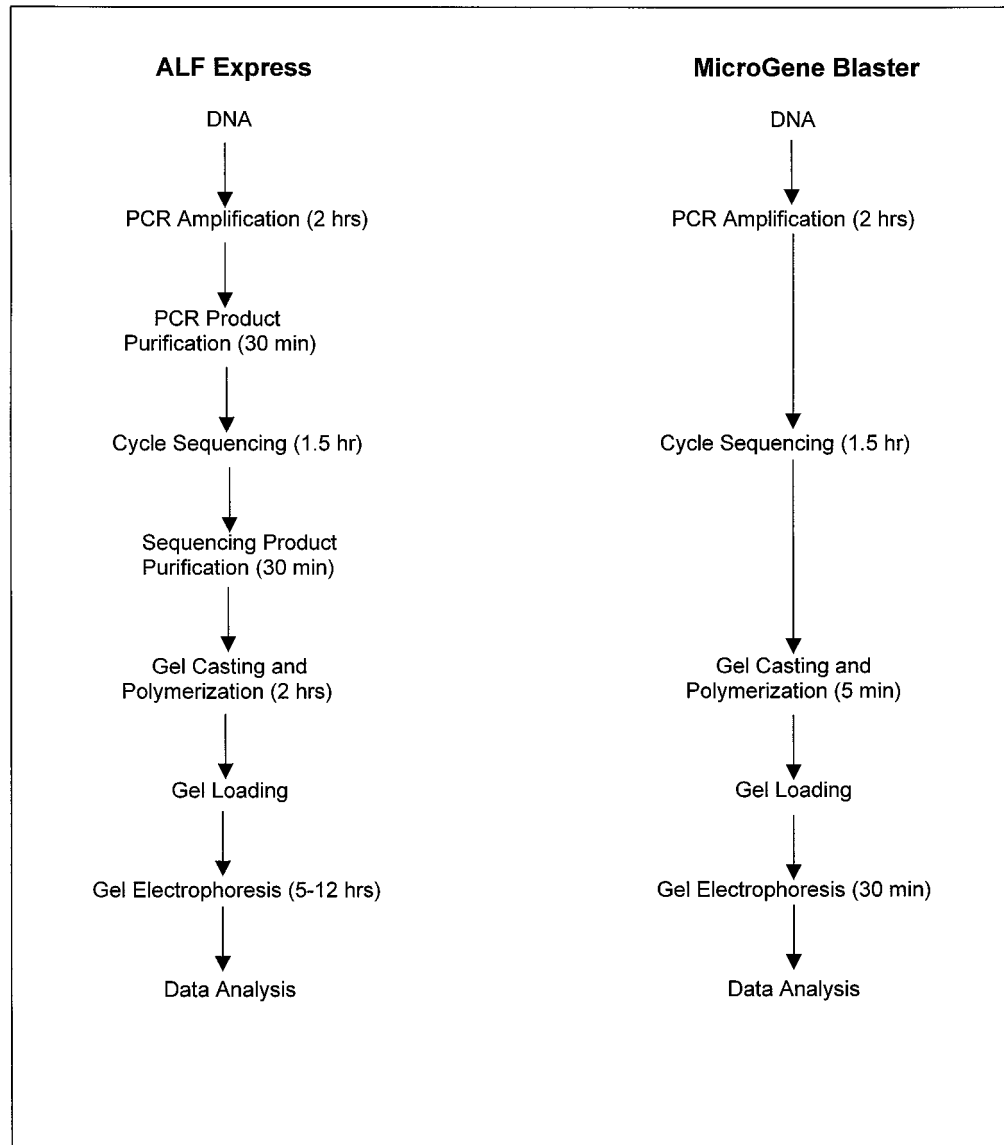 ALF Express
DNA
PCR Amplification (2 hrs)
PCR Product
Purification (30 min)
Cycle Sequencing (1.5 hr)
Sequencing Product
Purification (30 min)
Gel Casting and
Polymerization (2 hrs)
Gel Loading
Gel Electrophoresis (5-12 hrs)
Data Analysis
MicroGene Blaster
DNA
PCR Amplification (2 hrs)
Cycle Sequencing (1.5 hr)
Gel Casting and
Polymerization (5 min)
Gel Loading
Gel Electrophoresis (30 min)
Data Analysis